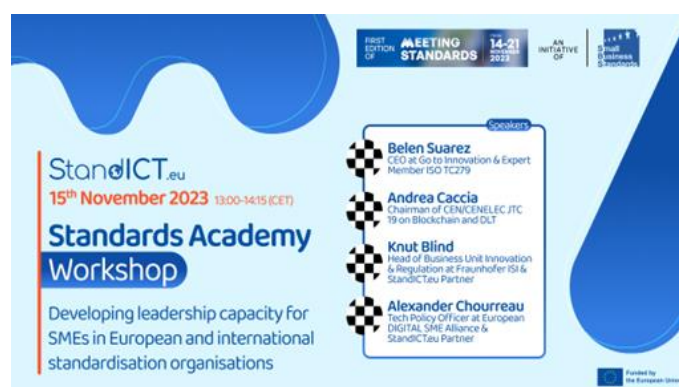 FIRST
EDITION
OF
MEETING
STANDARDS
FROM
14-21
NOVEMBER
2023
AN
INITIATIVE
OF
Small
Business
Standards
StandICT.eu
15th November 2023 13:00-14:15 (CET)
Standards Academy
Workshop
Developing leadership capacity for
SMEs in European and international
standardisation organisations
Speakers
Belen Suarez
CEO at Go to Innovation & Expert
Member ISO TC279
Andrea Caccia
Chairman of CEN/CENELEC JTC
19 on Blockchain and DLT
Knut Blind
Head of Business Unit Innovation
& Regulation at Fraunhofer ISI &
StandICT.eu Partner
Alexander Chourreau
Tech Policy Officer at European
DIGITAL SME Alliance &
StandICT.eu Partner
Funded by
the European Union